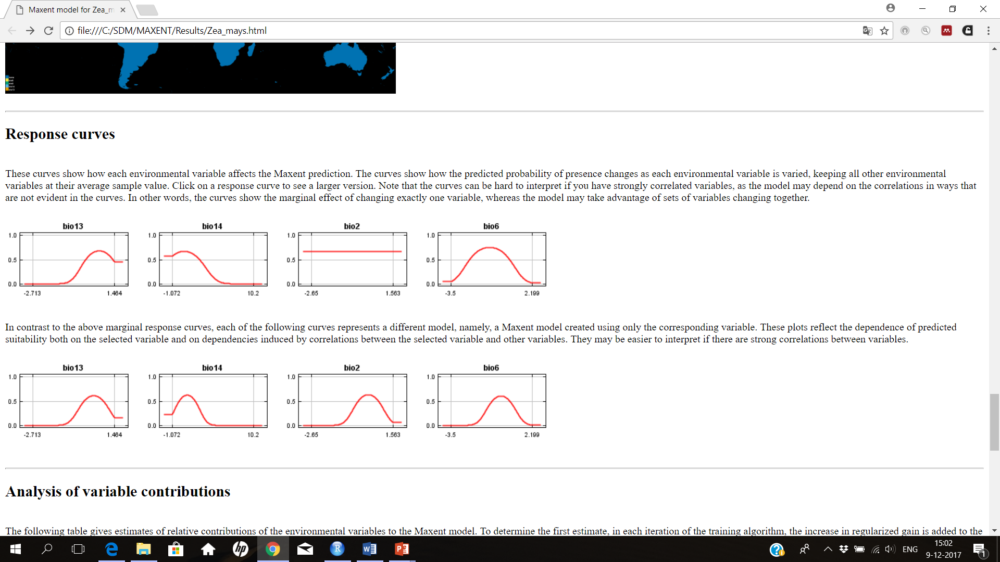 Maxent model for Zea_m
file:///C:/SDM/MAXENT/Results/Zea_mays.html
Response curves
These curves show how each environmental variable affects the Maxent prediction. The curves show how the predicted probability of presence changes as each environmental variable is varied, keeping all other environmental
variables at their average sample value. Click on a response curve to see a larger version. Note that the curves can be hard to interpret if you have strongly correlated variables, as the model may depend on the correlations in ways that
are not evident in the curves. In other words, the curves show the marginal effect of changing exactly one variable, whereas the model may take advantage of sets of variables changing together.
bio13 bio14 bio2 bio6
1.0 1.0 1.0 1.0
0.5 0.5 0.5 0.5
0.0 0.0 0.0 0.0
-2.713 1.464 -1.072 10.2 -2.65 1.563 -3.5 2.199
In contrast to the above marginal response curves, each of the following curves represents a different model, namely, a Maxent model created using only the corresponding variable. These plots reflect the dependence of predicted
suitability both on the selected variable and on dependencies induced by correlations between the selected variable and other variables. They may be easier to interpret if there are strong correlations between variables.
bio13 bio14 bio2 bio6
1.0 1.0 1.0 1.0
0.5 0.5 0.5 0.5
0.0 0.0 0.0 0.0
-2.713 1.464 -1.072 10.2 -2.65 1.563 -3.5 2.199
Analysis of variable contributions
The following table gives estimates of relative contributions of the environmental variables to the Maxent model. To determine the first estimate, in each iteration of the training algorithm, the increase in regularized gain is added to the
hp
R
W
P
ENG
15:02
9-12-2017
1